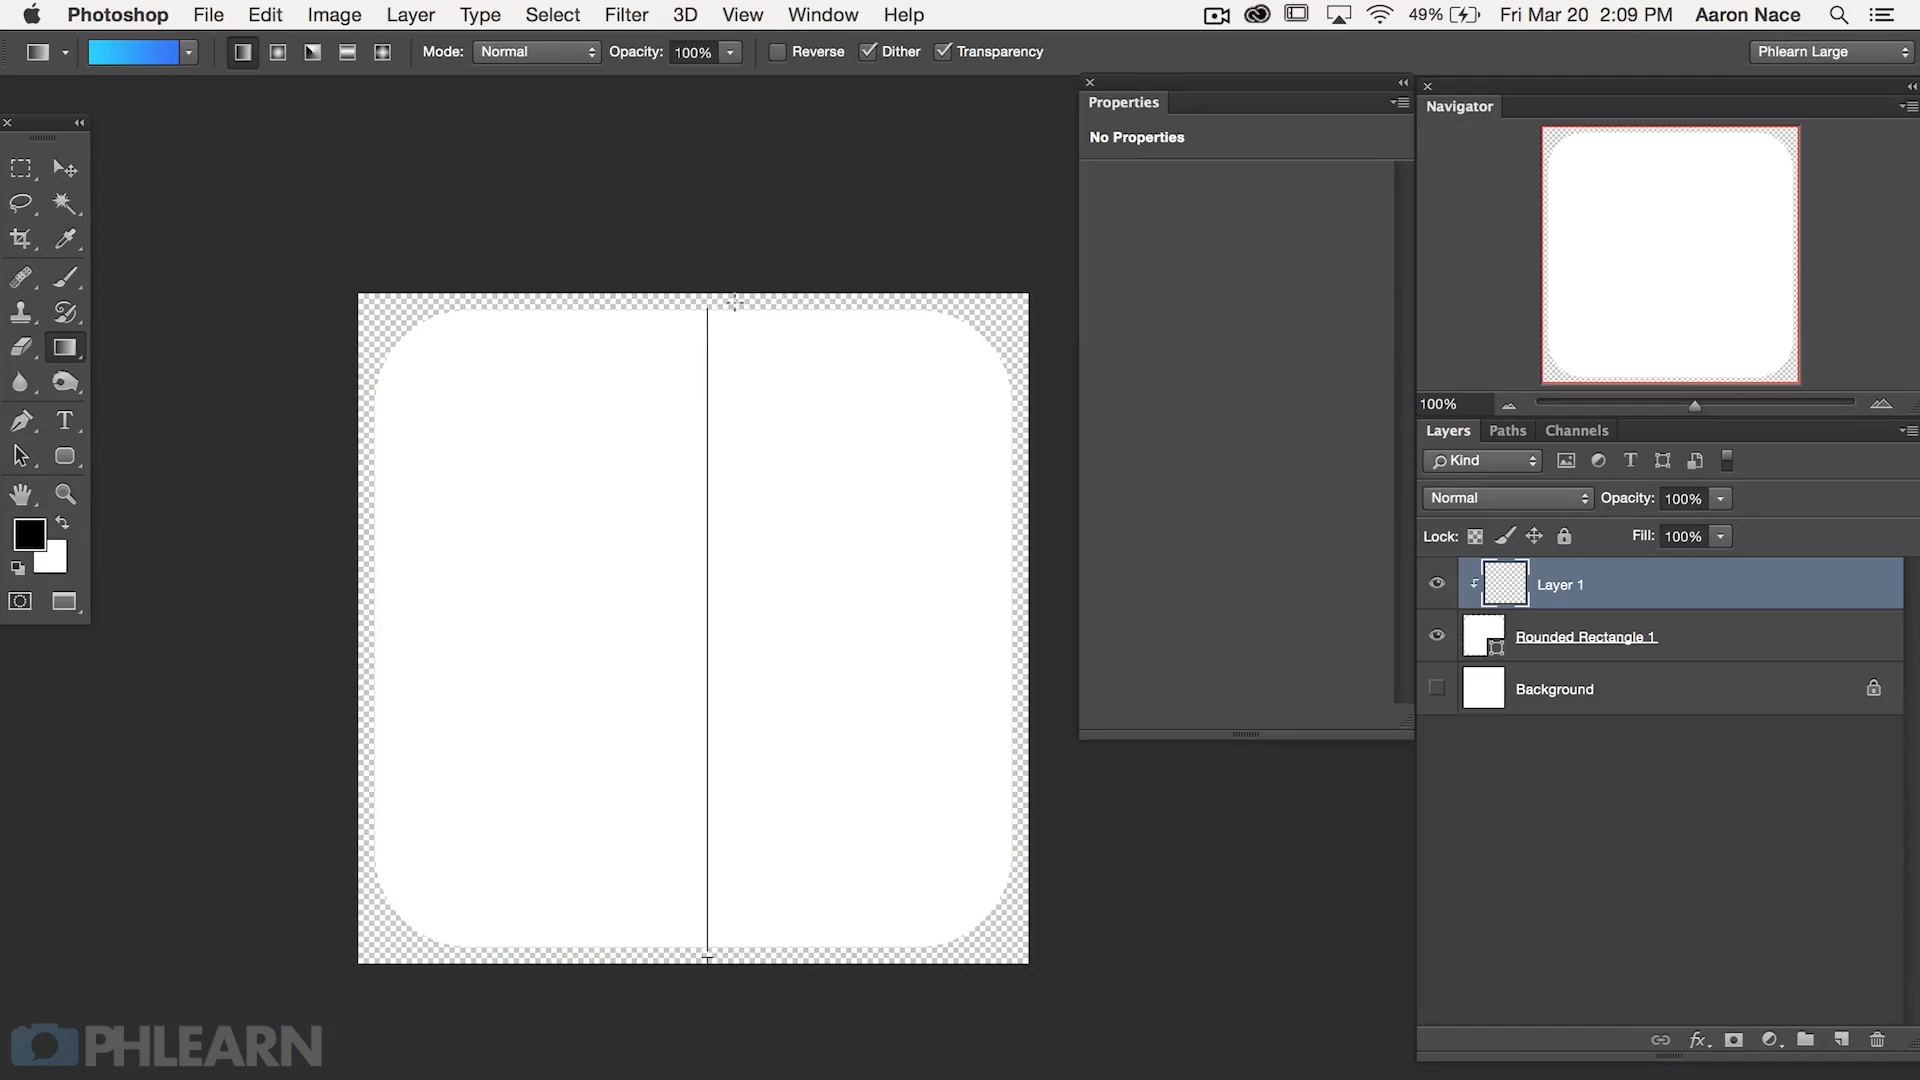 Photoshop File Edit Image Layer Type Select Filter 3D View Window Help 49% Fri Mar 20 2:09 PM Aaron Nace
Mode: Normal Opacity: 100% Reverse Dither Transparency Phlearn Large
Properties
No Properties
Navigator
100%
Layers Paths Channels
Kind
Normal Opacity: 100%
Lock: Fill: 100%
Layer 1
Rounded Rectangle 1
Background
fx
PHLEARN